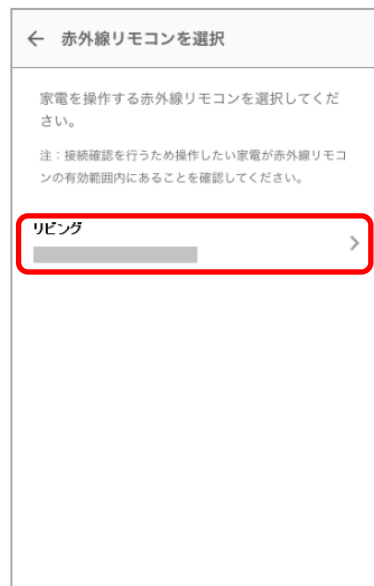 赤外線リモコンを選択
家電を操作する赤外線リモコンを選択してくだ
さい。
注：接続確認を行うため操作したい家電が赤外線リモコ
ンの有効範囲内にあることを確認してください。
リビング